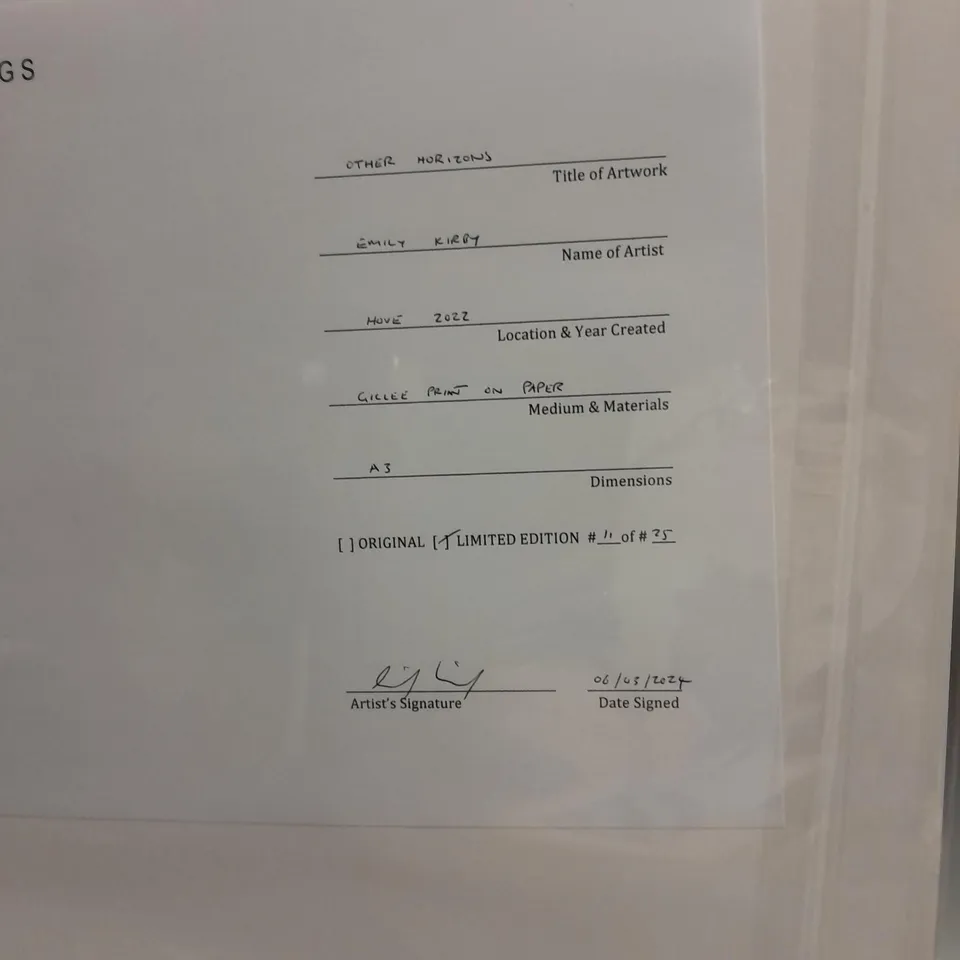 GS
OTHER HORIZONS
Title of Artwork
EMILY KIRBY
Name of Artist
HOVE 2022
Location & Year Created
GICLEE PRINT ON PAPER
Medium & Materials
A3
Dimensions
[ ] ORIGINAL [✓] LIMITED EDITION # 11 of # 25
06/03/2024
Artist's Signature Date Signed